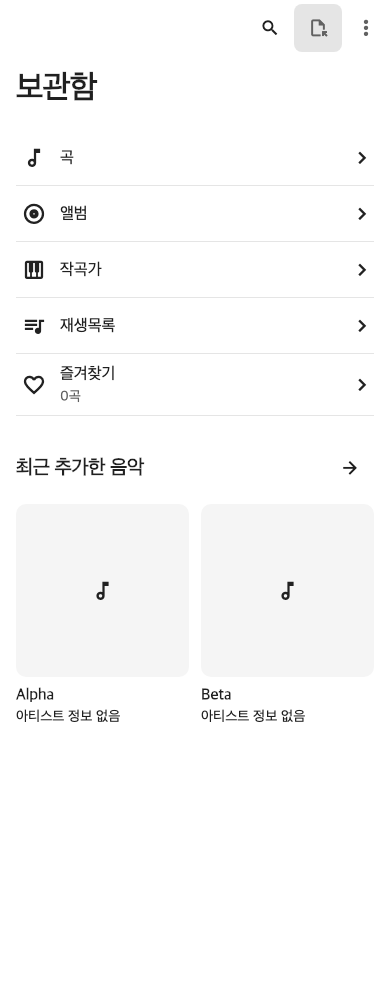 보관함
곡
앨범
작곡가
재생목록
즐겨찾기
0곡
최근 추가한 음악
Alpha
아티스트 정보 없음
Beta
아티스트 정보 없음